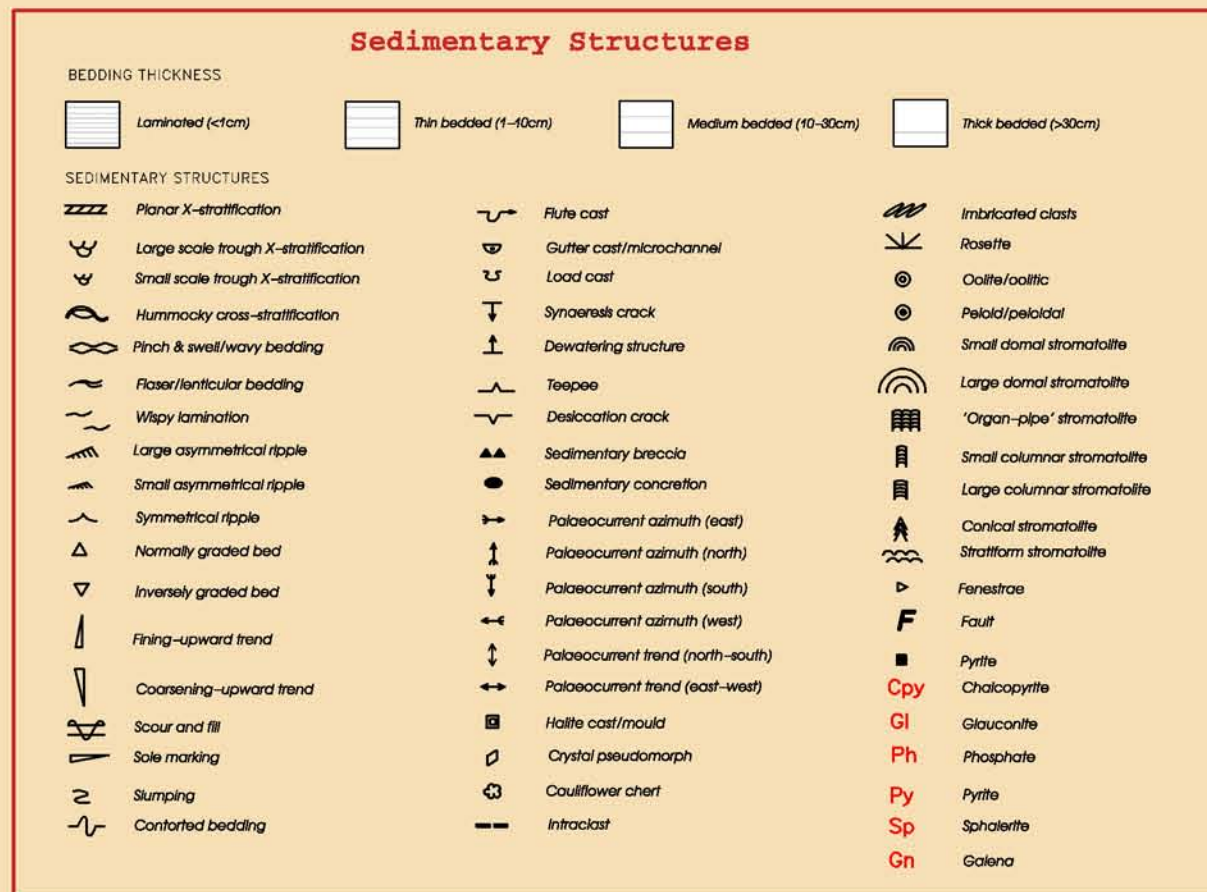 Sedimentary Structures
BEDDING THICKNESS
Laminated (<1cm)
Thin bedded (1-10cm)
Medium bedded (10-30cm)
Thick bedded (>30cm)
SEDIMENTARY STRUCTURES
Planar X-stratification
Large scale trough X-stratification
Small scale trough X-stratification
Hummocky cross-stratification
Pinch & swell/wavy bedding
Flaser/lenticular bedding
Wispy lamination
Large asymmetrical ripple
Small asymmetrical ripple
Symmetrical ripple
Normally graded bed
Inversely graded bed
Fining-upward trend
Coarsening-upward trend
Scour and fill
Sole marking
Slumping
Contorted bedding
Flute cast
Gutter cast/microchannel
Load cast
Synaeresis crack
Dewatering structure
Teepee
Desiccation crack
Sedimentary breccia
Sedimentary concretion
Palaeocurrent azimuth (east)
Palaeocurrent azimuth (north)
Palaeocurrent azimuth (south)
Palaeocurrent azimuth (west)
Palaeocurrent trend (north-south)
Palaeocurrent trend (east-west)
Halite cast/mould
Crystal pseudomorph
Cauliflower chert
Intraclast
Imbricated clasts
Rosette
Oolite/oolitic
Peloid/peloidal
Small domal stromatolite
Large domal stromatolite
'Organ-pipe' stromatolite
Small columnar stromatolite
Large columnar stromatolite
Conical stromatolite
Stratiform stromatolite
Fenestrae
F Fault
Pyrite
Cpy Chalcopyrite
Gl Glauconite
Ph Phosphate
Py Pyrite
Sp Sphalerite
Gn Galena